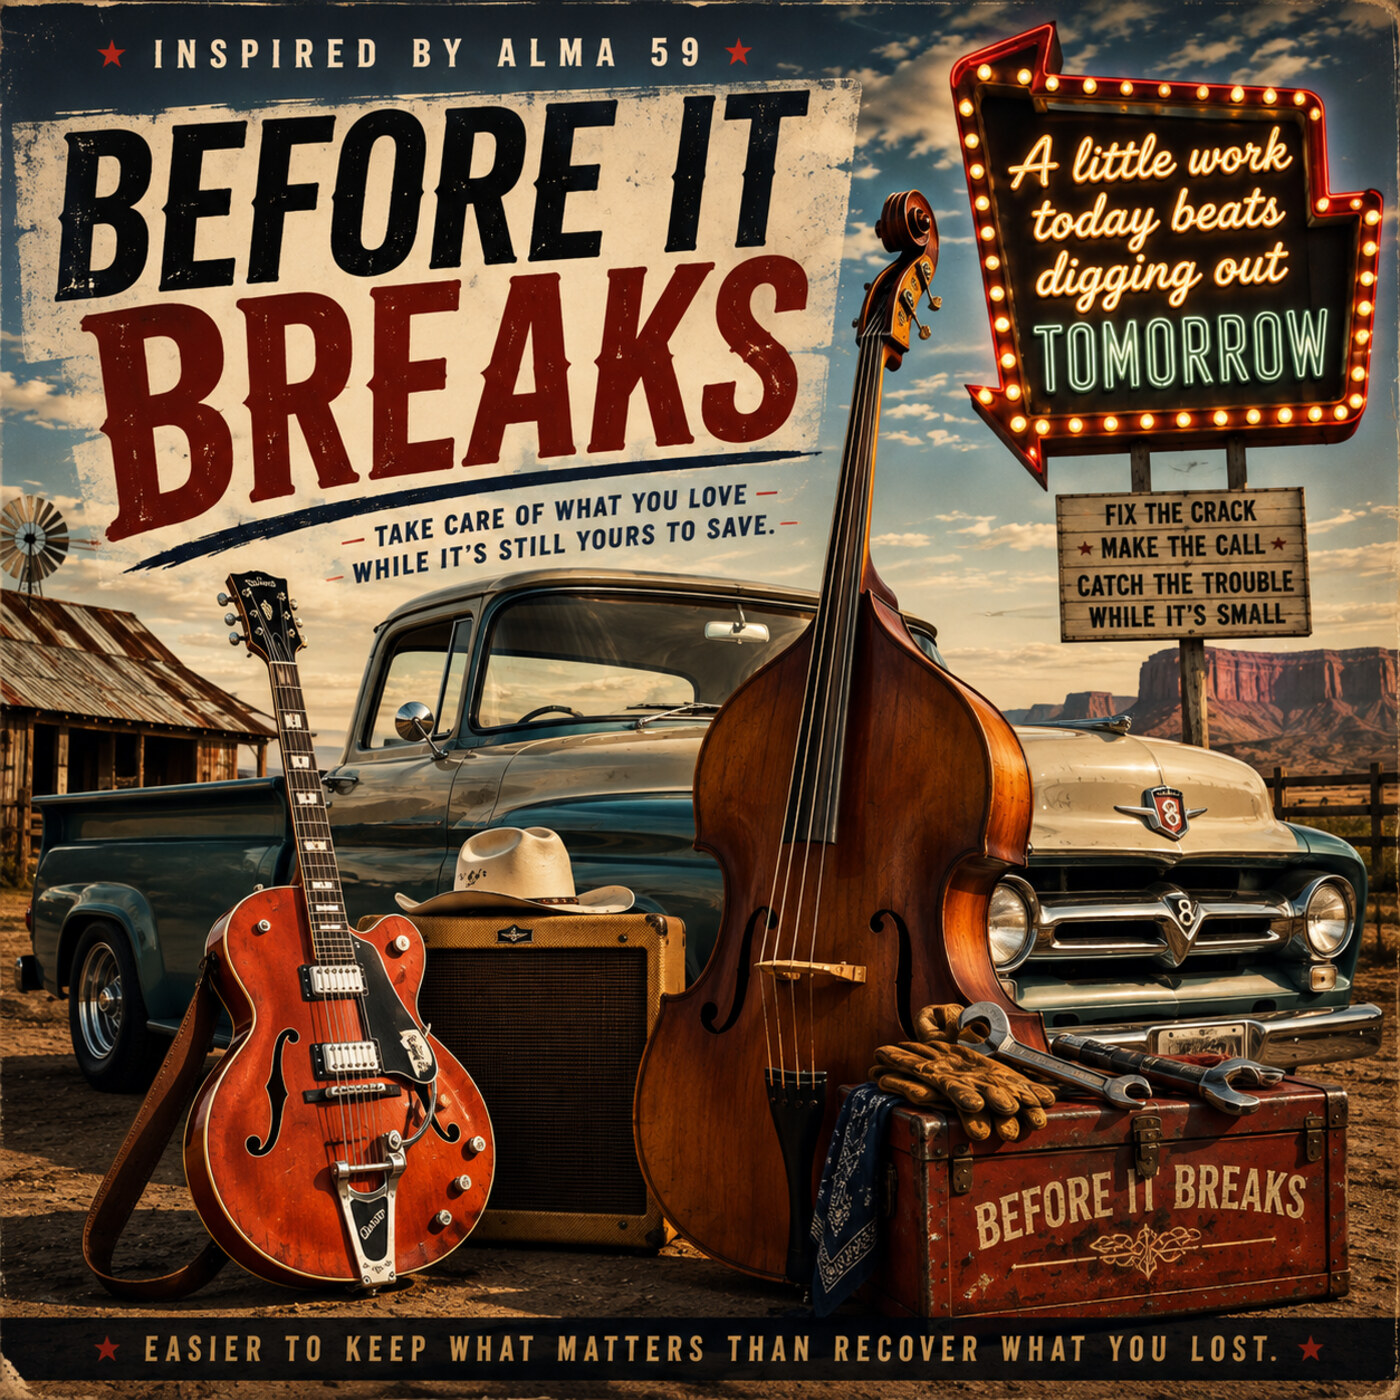 ★ INSPIRED BY ALMA 59 ★
BEFORE IT
BREAKS
— TAKE CARE OF WHAT YOU LOVE —
— WHILE IT'S STILL YOURS TO SAVE. —
A little work
today beats
digging out
TOMORROW
FIX THE CRACK
★ MAKE THE CALL ★
CATCH THE TROUBLE
WHILE IT'S SMALL
8
8
BEFORE IT BREAKS
★ EASIER TO KEEP WHAT MATTERS THAN RECOVER WHAT YOU LOST. ★